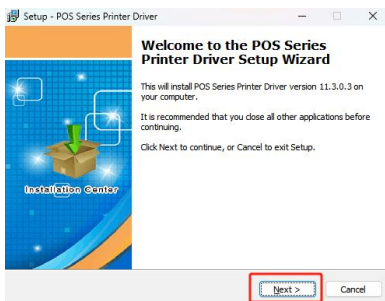 Setup - POS Series Printer Driver
Welcome to the POS Series
Printer Driver Setup Wizard
This will install POS Series Printer Driver version 11.3.0.3 on
your computer.
It is recommended that you close all other applications before
continuing.
Click Next to continue, or Cancel to exit Setup.
Installation Center
Next >
Cancel